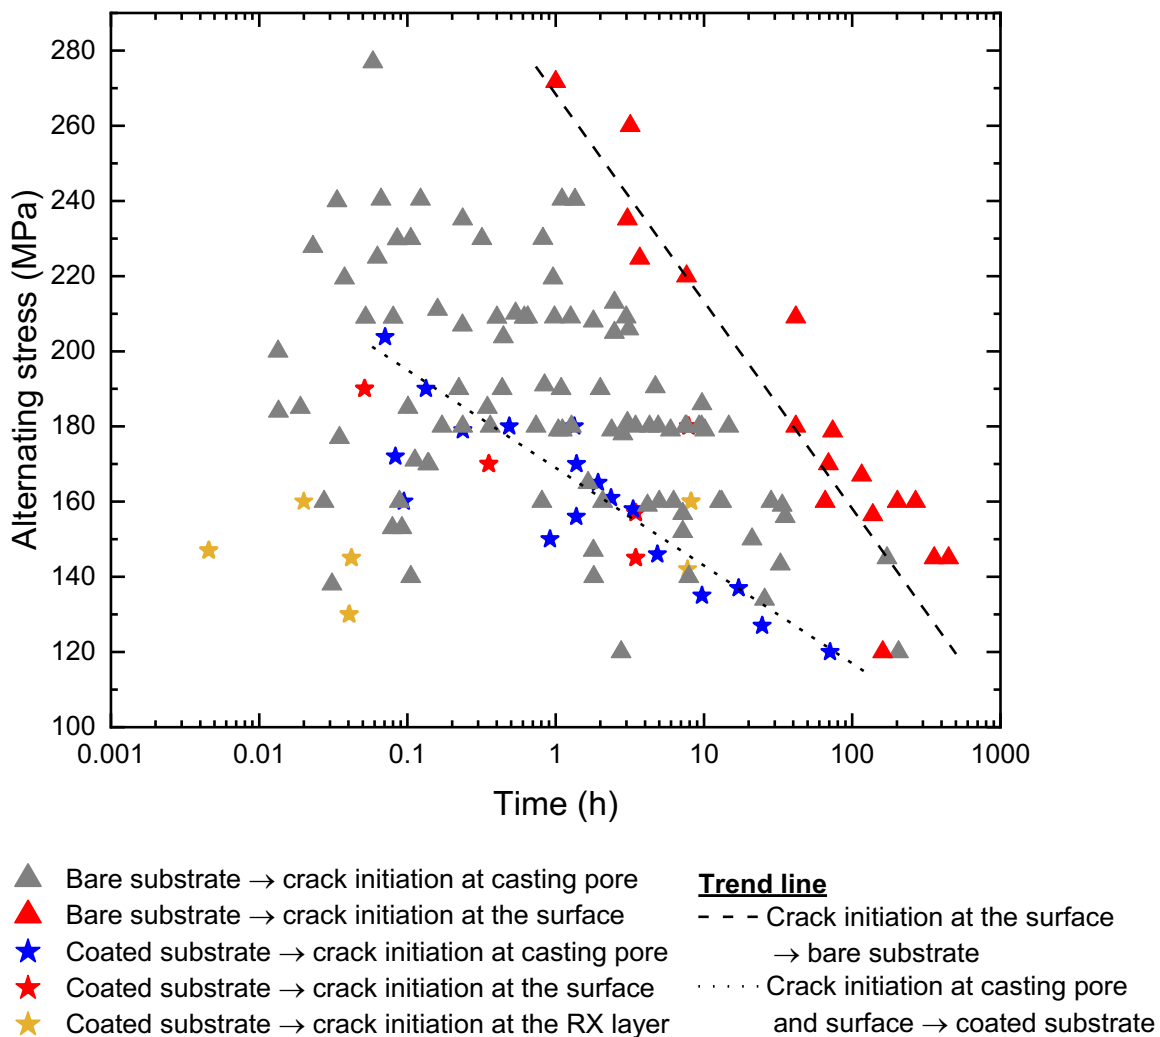 280
260
240
220
200
180
160
140
120
100
Alternating stress (MPa)
0.001 0.01 0.1 1 10 100 1000
Time (h)
Bare substrate → crack initiation at casting pore
Bare substrate → crack initiation at the surface
Coated substrate → crack initiation at casting pore
Coated substrate → crack initiation at the surface
Coated substrate → crack initiation at the RX layer
Trend line
Crack initiation at the surface
→ bare substrate
Crack initiation at casting pore
and surface → coated substrate